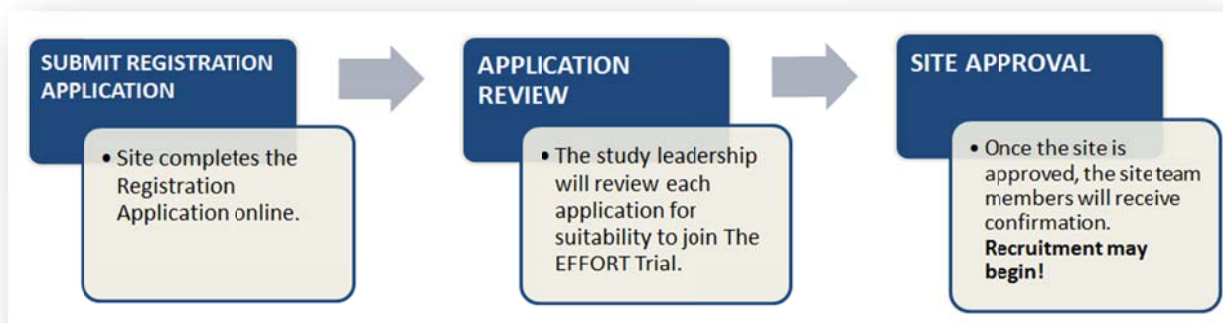 SUBMIT REGISTRATION
APPLICATION
• Site completes the
Registration
Application online.
APPLICATION
REVIEW
• The study leadership
will review each
application for
suitability to join The
EFFORT Trial.
SITE APPROVAL
• Once the site is
approved, the site team
members will receive
confirmation.
Recruitment may
begin!